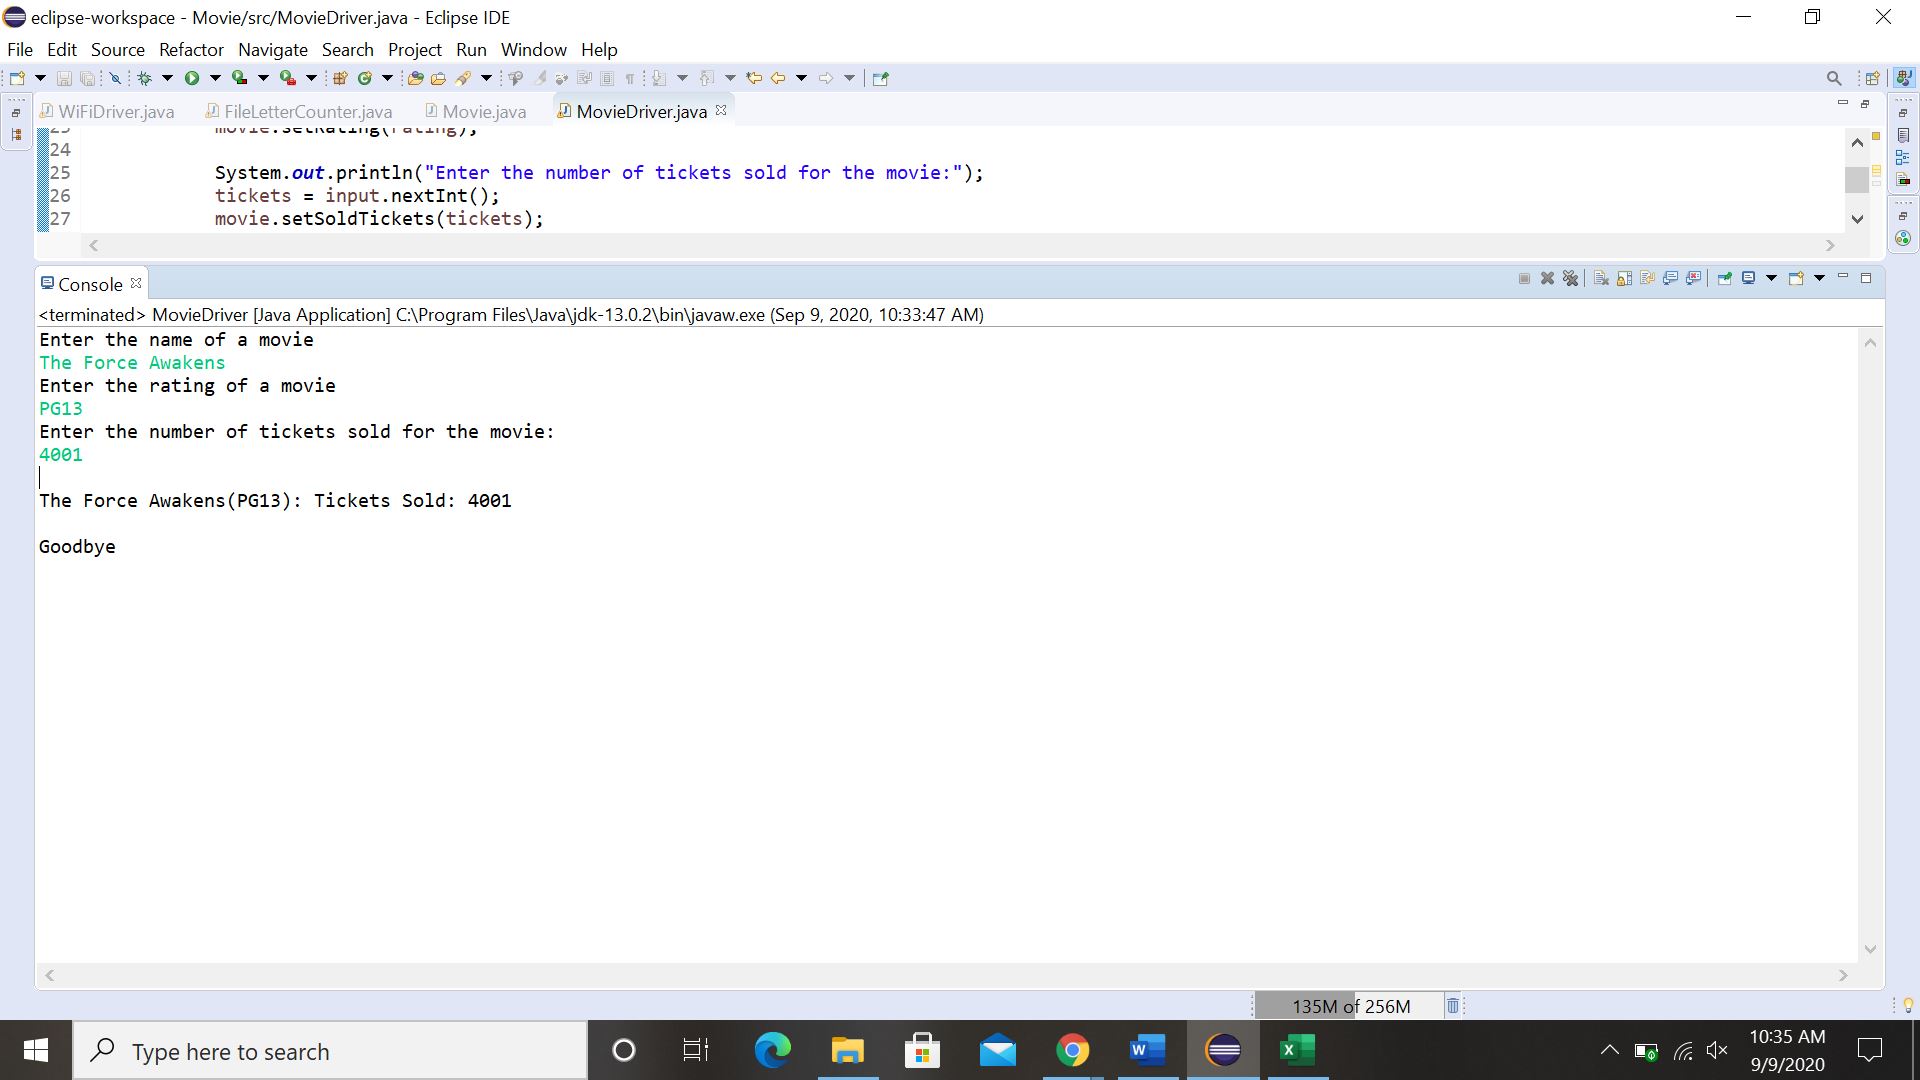 eclipse-workspace - Movie/src/MovieDriver.java - Eclipse IDE
File Edit Source Refactor Navigate Search Project Run Window Help
WiFiDriver.java FileLetterCounter.java Movie.java MovieDriver.java
23 movie.setRating(rating);
24
25 System.out.println("Enter the number of tickets sold for the movie:");
26 tickets = input.nextInt();
27 movie.setSoldTickets(tickets);
Console
<terminated> MovieDriver [Java Application] C:\Program Files\Java\jdk-13.0.2\bin\javaw.exe (Sep 9, 2020, 10:33:47 AM)
Enter the name of a movie
The Force Awakens
Enter the rating of a movie
PG13
Enter the number of tickets sold for the movie:
4001
The Force Awakens(PG13): Tickets Sold: 4001
Goodbye
135M of 256M
Type here to search
10:35 AM
9/9/2020